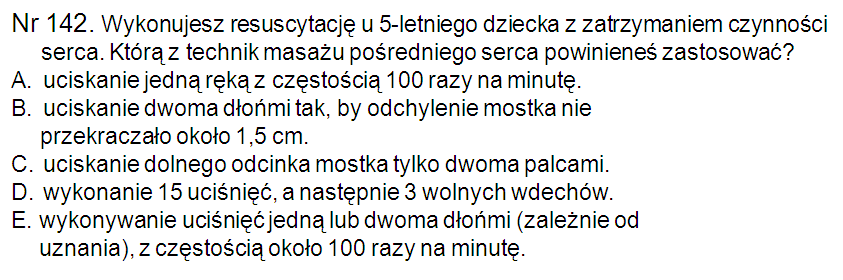 Nr 142. Wykonujesz resuscytację u 5-letniego dziecka z zatrzymaniem czynności
serca. Którą z technik masażu pośredniego serca powinieneś zastosować?
A. uciskanie jedną ręką z częstością 100 razy na minutę.
B. uciskanie dwoma dłońmi tak, by odchylenie mostka nie
przekraczało około 1,5 cm.
C. uciskanie dolnego odcinka mostka tylko dwoma palcami.
D. wykonanie 15 uciśnięć, a następnie 3 wolnych wdechów.
E. wykonywanie uciśnięć jedną lub dwoma dłońmi (zależnie od
uznania), z częstością około 100 razy na minutę.